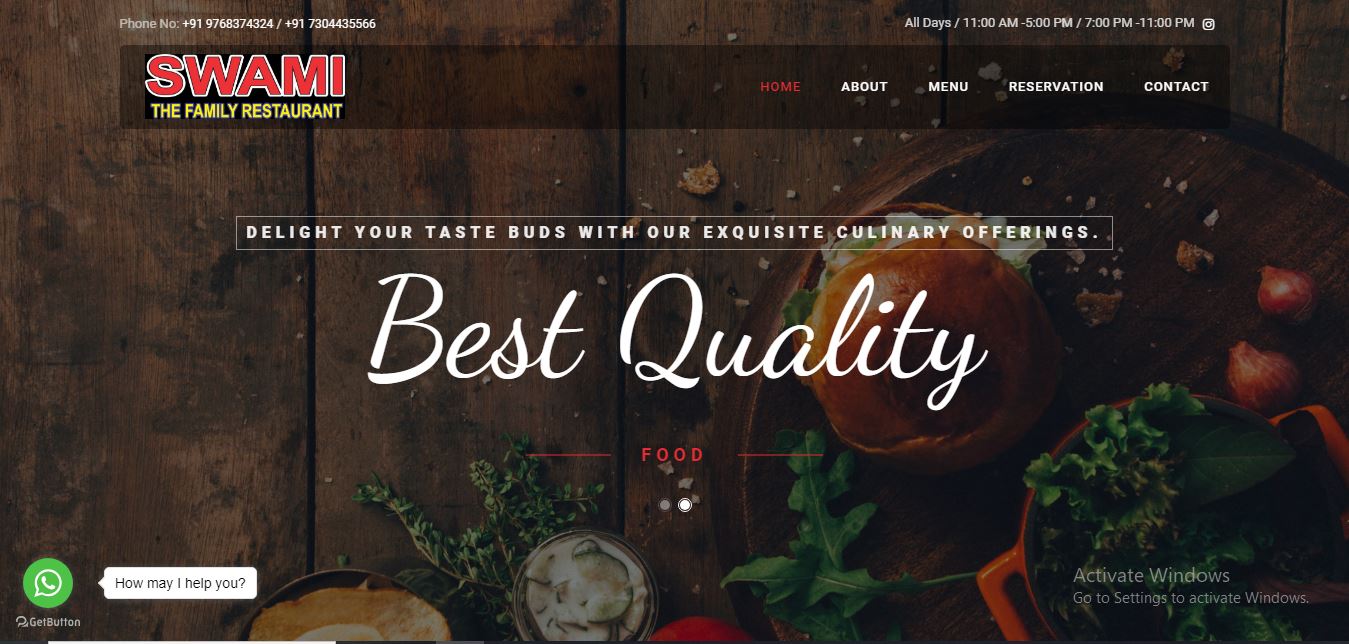 Phone No: +91 9768374324 / +91 7304435566
All Days / 11:00 AM -5:00 PM / 7:00 PM -11:00 PM
SWAMI
THE FAMILY RESTAURANT
HOME ABOUT MENU RESERVATION CONTACT
DELIGHT YOUR TASTE BUDS WITH OUR EXQUISITE CULINARY OFFERINGS.
Best Quality
FOOD
How may I help you?
GetButton
Activate Windows
Go to Settings to activate Windows.